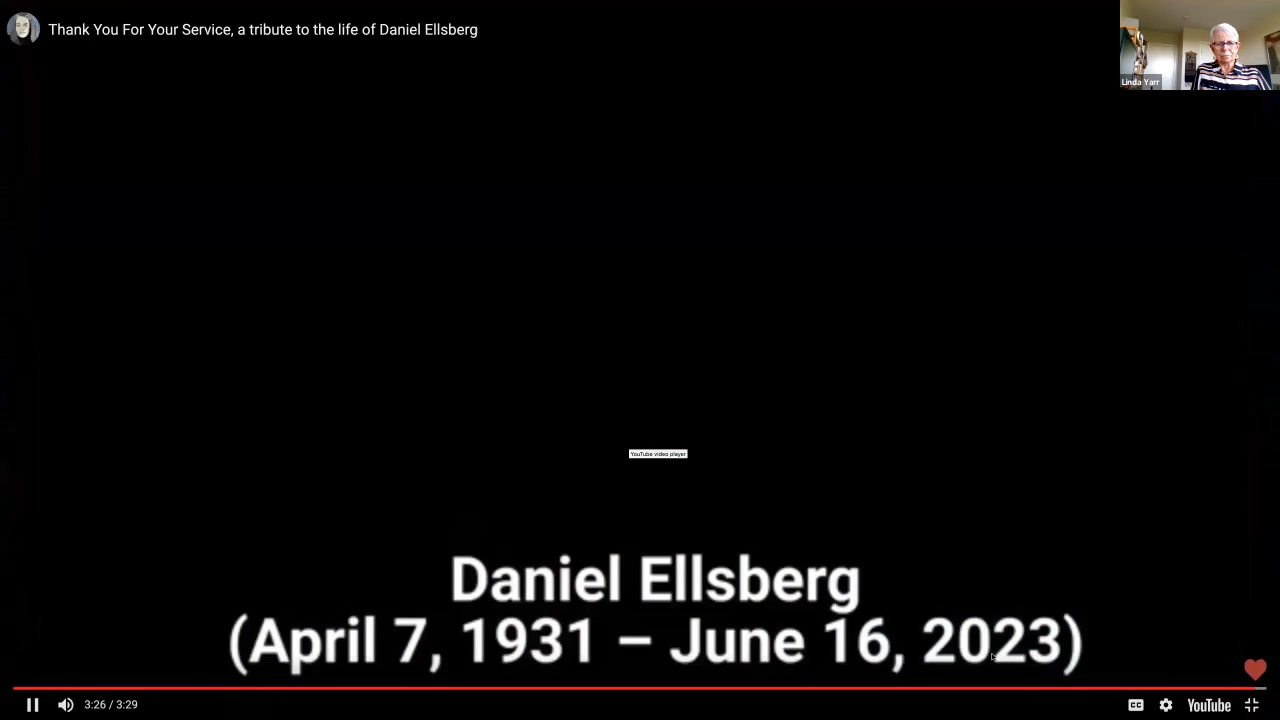 Thank You For Your Service, a tribute to the life of Daniel Ellsberg
Linda Yarr
YouTube video player
Daniel Ellsberg
(April 7, 1931 – June 16, 2023)
3:26 / 3:29
CC
YouTube